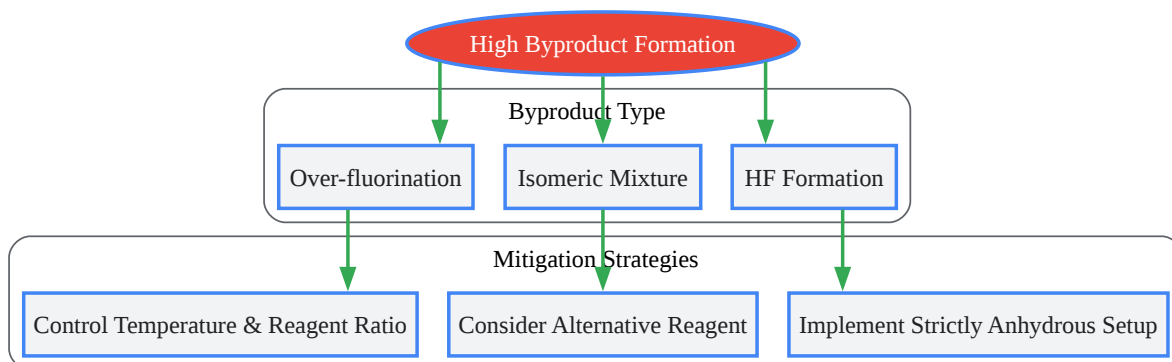 High Byproduct Formation
Byproduct Type
Over-fluorination
Isomeric Mixture
HF Formation
Mitigation Strategies
Control Temperature & Reagent Ratio
Consider Alternative Reagent
Implement Strictly Anhydrous Setup